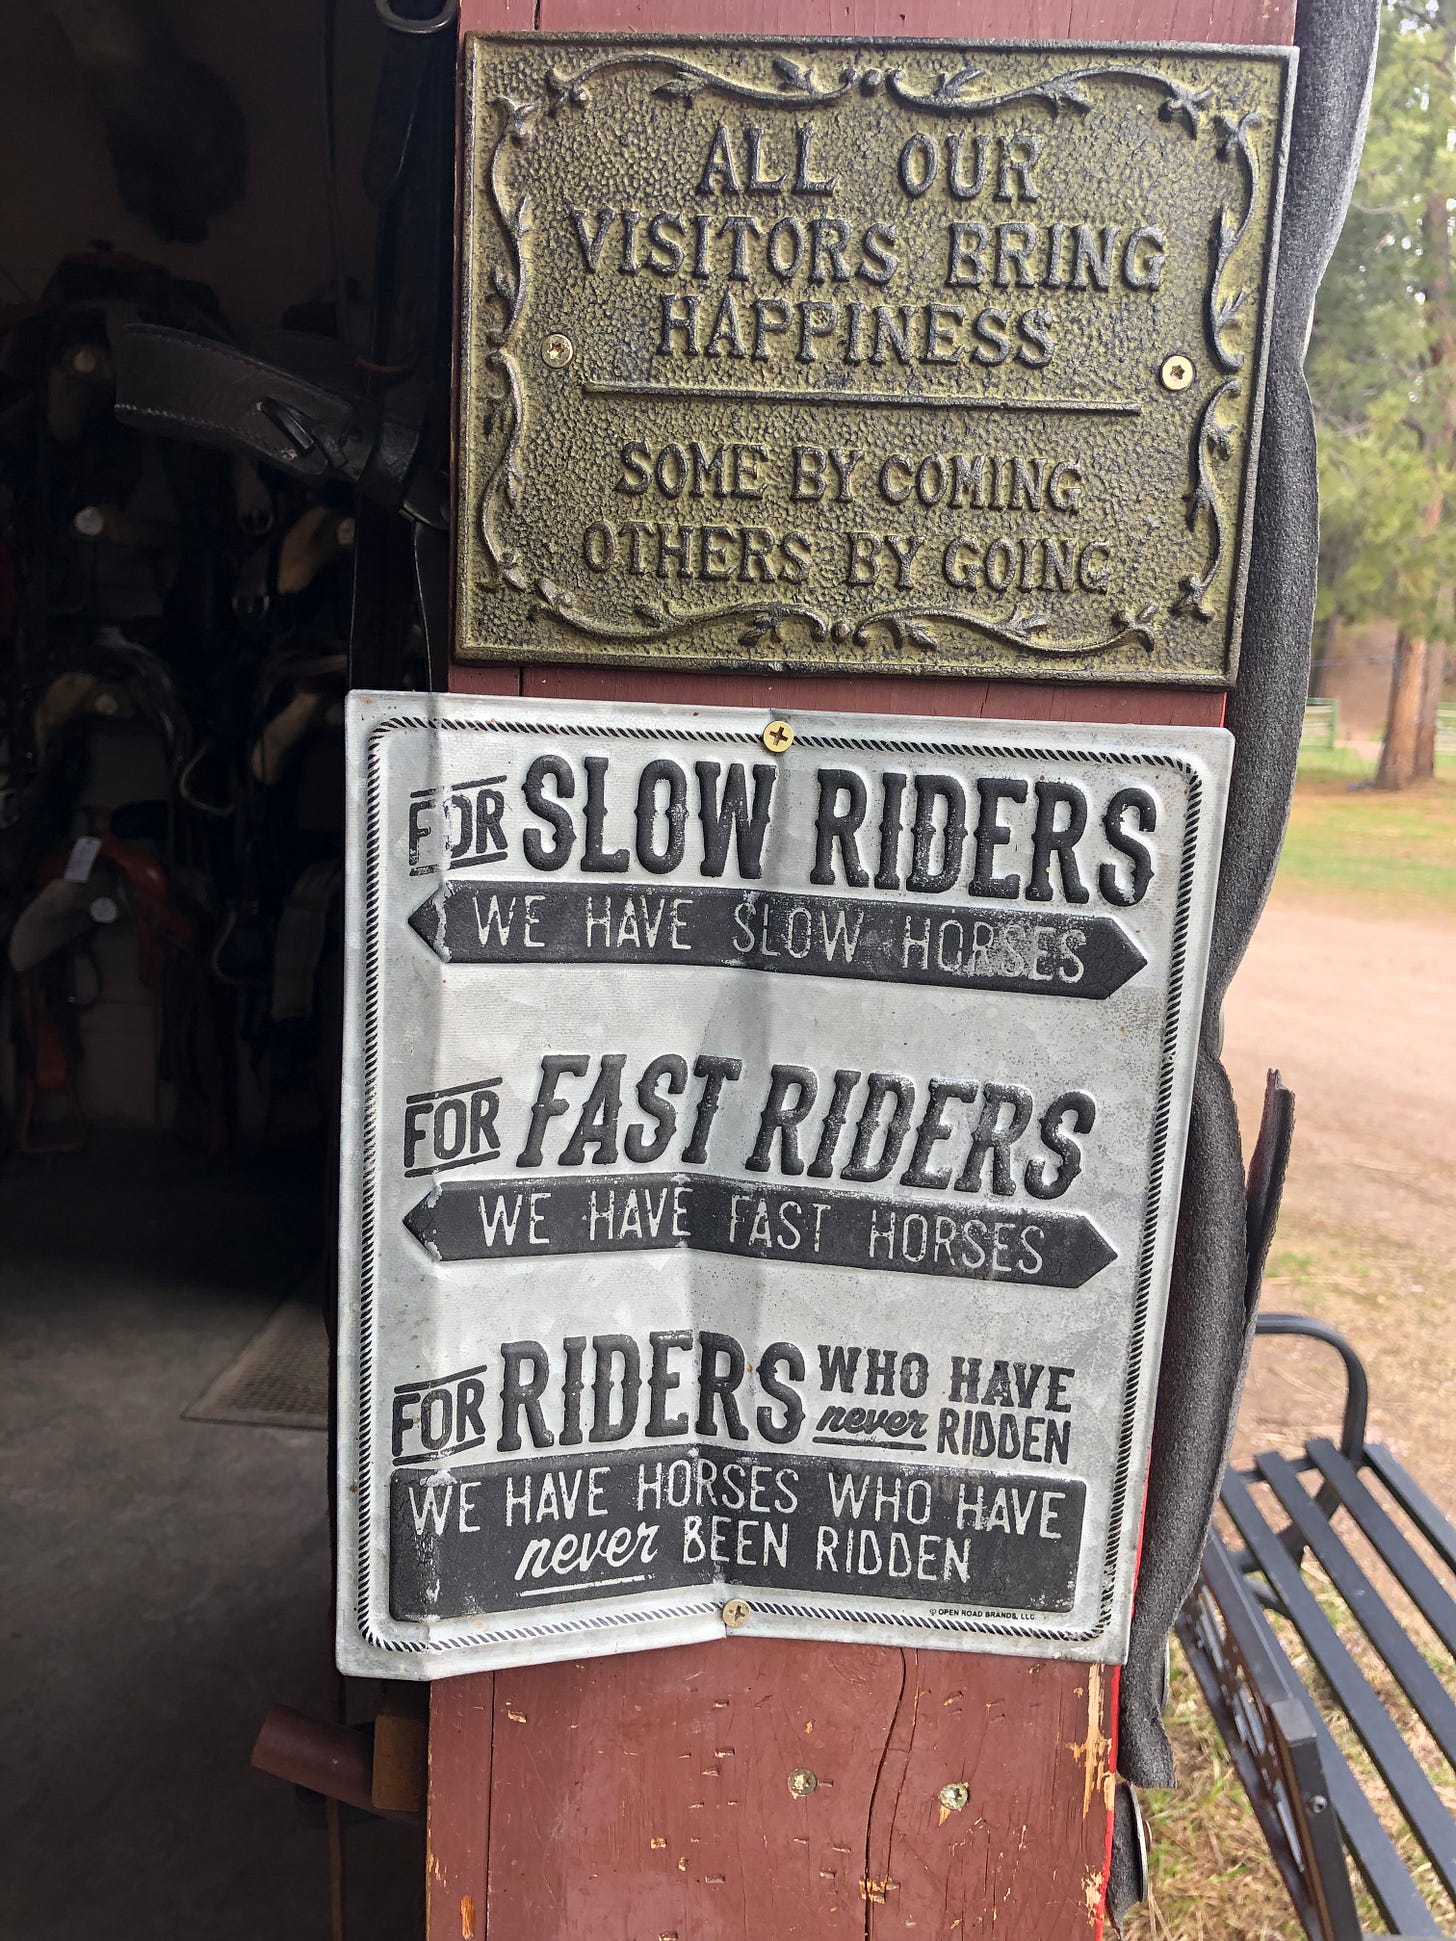 ALL OUR
VISITORS BRING
HAPPINESS
SOME BY COMING
OTHERS BY GOING
FOR SLOW RIDERS
WE HAVE SLOW HORSES
FOR FAST RIDERS
WE HAVE FAST HORSES
FOR RIDERS WHO HAVE
never RIDDEN
WE HAVE HORSES WHO HAVE
never BEEN RIDDEN
© OPEN ROAD BRANDS, LLC